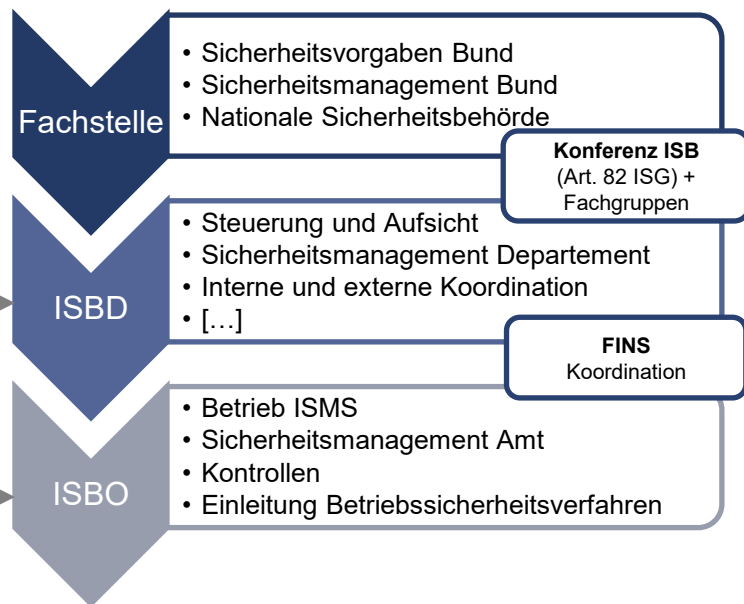 Fachstelle
• Sicherheitsvorgaben Bund
• Sicherheitsmanagement Bund
• Nationale Sicherheitsbehörde
Konferenz ISB
(Art. 82 ISG) +
Fachgruppen
ISBD
• Steuerung und Aufsicht
• Sicherheitsmanagement Departement
• Interne und externe Koordination
• […]
FINS
Koordination
ISBO
• Betrieb ISMS
• Sicherheitsmanagement Amt
• Kontrollen
• Einleitung Betriebssicherheitsverfahren